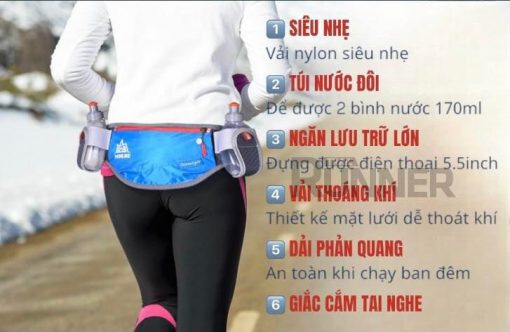 1 SIÊU NHẸ
Vải nylon siêu nhẹ
2 TÚI NƯỚC ĐÔI
Để được 2 bình nước 170ml
3 NGĂN LƯU TRỮ LỚN
Đựng được điện thoại 5.5inch
RUNNER
4 VẢI THOÁNG KHÍ
Thiết kế mặt lưới dễ thoát khí
5 DẢI PHẢN QUANG
An toàn khi chạy ban đêm
6 GIẮC CẮM TAI NGHE